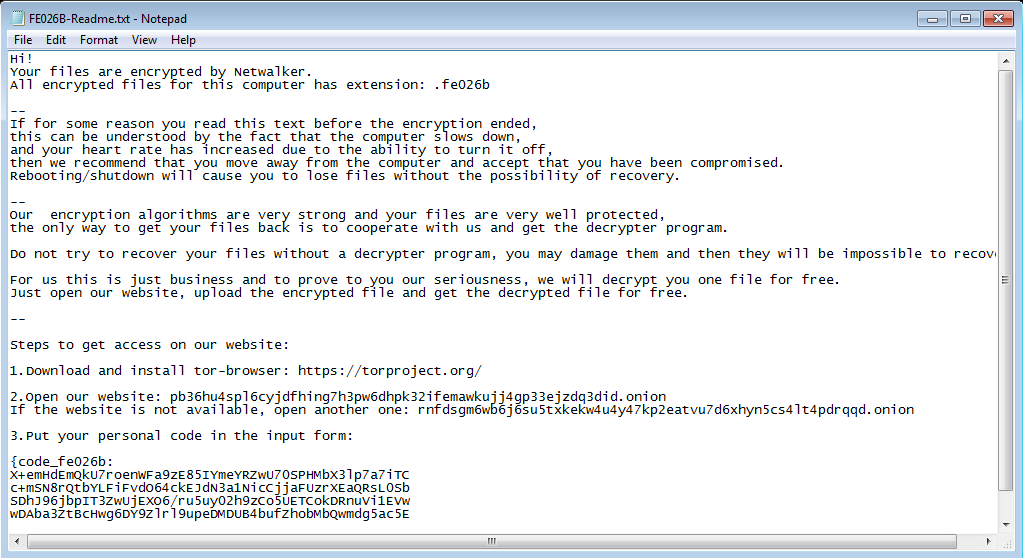 FE026B-Readme.txt - Notepad
File Edit Format View Help
Hi!
Your files are encrypted by Netwalker.
All encrypted files for this computer has extension: .fe026b
--
If for some reason you read this text before the encryption ended,
this can be understood by the fact that the computer slows down,
and your heart rate has increased due to the ability to turn it off,
then we recommend that you move away from the computer and accept that you have been compromised.
Rebooting/shutdown will cause you to lose files without the possibility of recovery.
--
Our  encryption algorithms are very strong and your files are very well protected,
the only way to get your files back is to cooperate with us and get the decrypter program.
Do not try to recover your files without a decrypter program, you may damage them and then they will be impossible to recove
For us this is just business and to prove to you our seriousness, we will decrypt you one file for free.
Just open our website, upload the encrypted file and get the decrypted file for free.
--
Steps to get access on our website:
1.Download and install tor-browser: https://torproject.org/
2.Open our website: pb36hu4spl6cyjdfhing7h3pw6dhpk32ifemawkujj4gp33ejzdq3did.onion
If the website is not available, open another one: rnfdsgm6wb6j6su5txkekw4u4y47kp2eatvu7d6xhyn5cs4lt4pdrqqd.onion
3.Put your personal code in the input form:
{code_fe026b:
X+emHdEmQkU7roenWFa9zE85IYmeYRZwU7OSPHMbX3lp7a7iTC
c+mSN8rQtbYLFiFvdO64ckEJdN3a1NicCjjaFUzrXEaQRsL0Sb
SDhJ96jbpIT3ZwUjEXO6/ru5uy02h9zCo5UETCokDRnuVi1EVw
wDAba3ZtBcHwg6DY9Zlrl9upeDMDUB4bufZhobMbQwmdg5ac5E